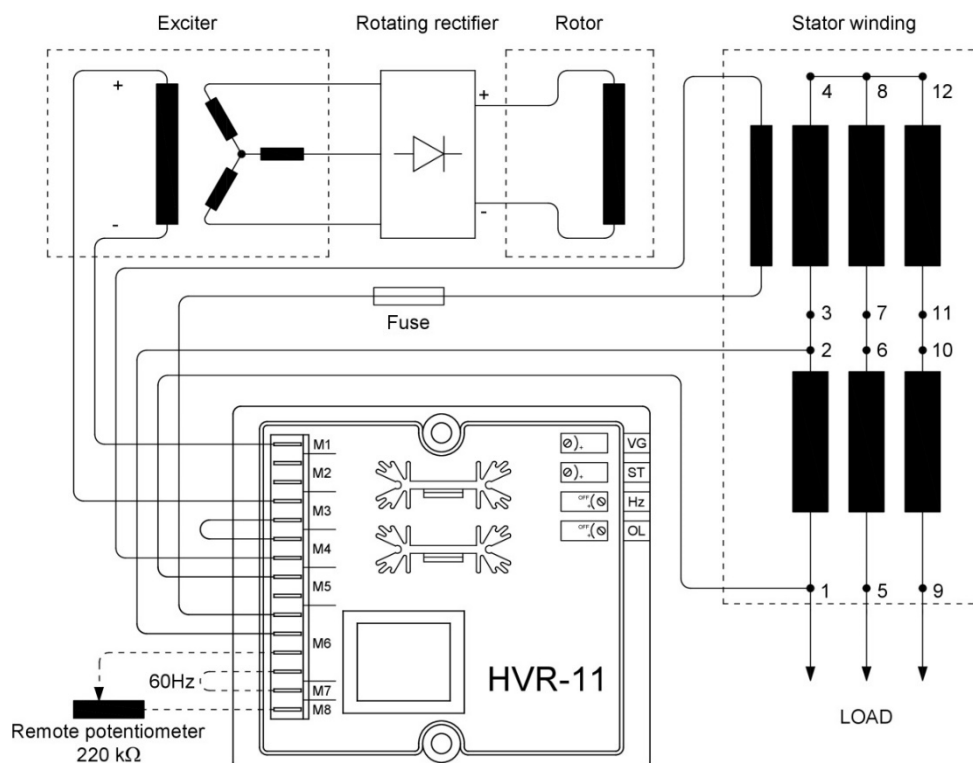 Exciter
Rotating rectifier
Rotor
Stator winding
+
-
+
-
4 8 12
3 7 11
2 6 10
1 5 9
Fuse
M1
M2
M3
M4
M5
M6
M7
M8
VG
ST
OFF Hz
OFF OL
60Hz
HVR-11
Remote potentiometer
220 kΩ
LOAD